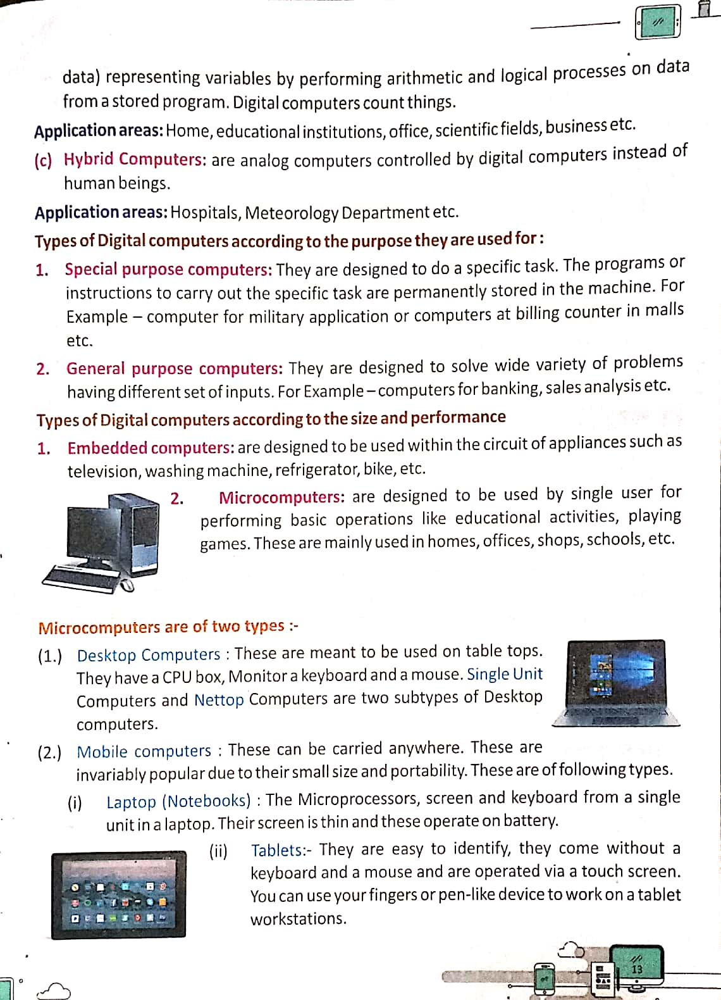 data) representing variables by performing arithmetic and logical processes on data
from a stored program. Digital computers count things.
Application areas: Home, educational institutions, office, scientific fields, business etc.
(c) Hybrid Computers: are analog computers controlled by digital computers instead of
human beings.
Application areas: Hospitals, Meteorology Department etc.
Types of Digital computers according to the purpose they are used for :
1. Special purpose computers: They are designed to do a specific task. The programs or
instructions to carry out the specific task are permanently stored in the machine. For
Example – computer for military application or computers at billing counter in malls
etc.
2. General purpose computers: They are designed to solve wide variety of problems
having different set of inputs. For Example – computers for banking, sales analysis etc.
Types of Digital computers according to the size and performance
1. Embedded computers: are designed to be used within the circuit of appliances such as
television, washing machine, refrigerator, bike, etc.
2. Microcomputers: are designed to be used by single user for
performing basic operations like educational activities, playing
games. These are mainly used in homes, offices, shops, schools, etc.
Microcomputers are of two types :-
(1.) Desktop Computers : These are meant to be used on table tops.
They have a CPU box, Monitor a keyboard and a mouse. Single Unit
Computers and Nettop Computers are two subtypes of Desktop
computers.
(2.) Mobile computers : These can be carried anywhere. These are
invariably popular due to their small size and portability. These are of following types.
(i) Laptop (Notebooks) : The Microprocessors, screen and keyboard from a single
unit in a laptop. Their screen is thin and these operate on battery.
(ii) Tablets:- They are easy to identify, they come without a
keyboard and a mouse and are operated via a touch screen.
You can use your fingers or pen-like device to work on a tablet
workstations.
13